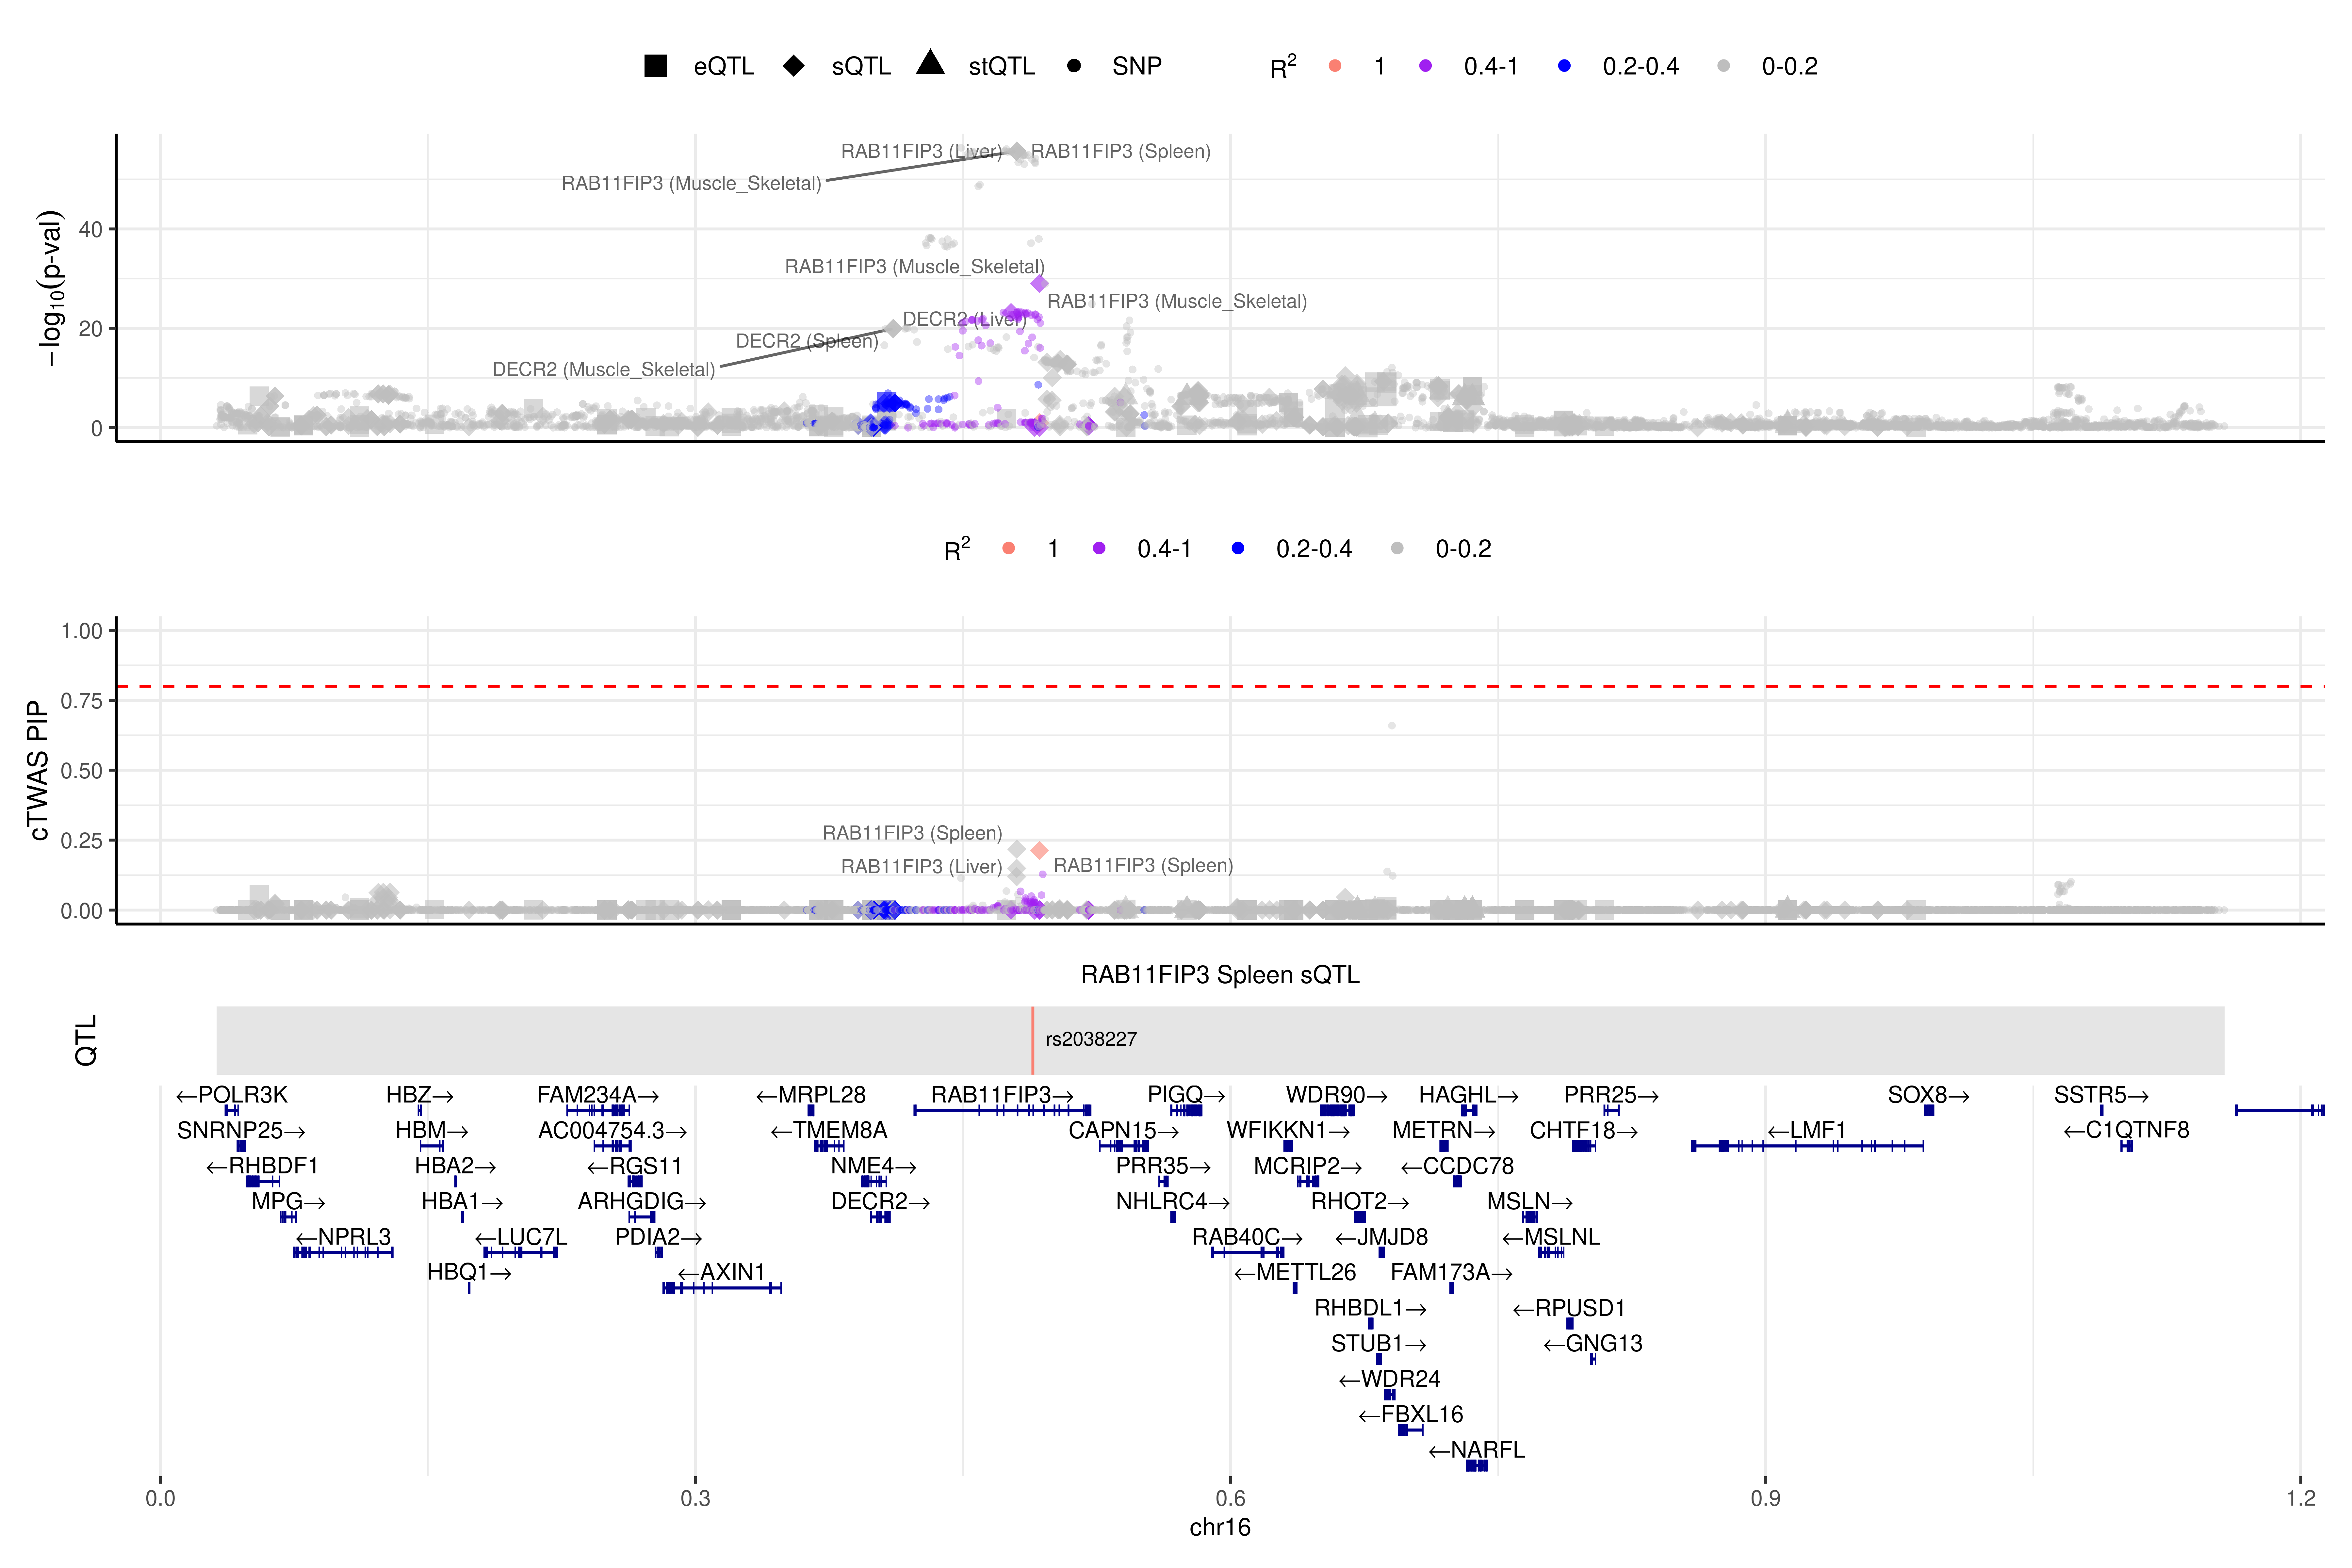 eQTL sQTL stQTL SNP R2 1 0.4-1 0.2-0.4 0-0.2
−log10(p-val)
40
20
0
RAB11FIP3 (Liver) RAB11FIP3 (Spleen)
RAB11FIP3 (Muscle_Skeletal)
RAB11FIP3 (Muscle_Skeletal)
RAB11FIP3 (Muscle_Skeletal)
DECR2 (Liver)
DECR2 (Spleen)
DECR2 (Muscle_Skeletal)
R2 1 0.4-1 0.2-0.4 0-0.2
cTWAS PIP
1.00
0.75
0.50
0.25
0.00
RAB11FIP3 (Spleen)
RAB11FIP3 (Liver) RAB11FIP3 (Spleen)
RAB11FIP3 Spleen sQTL
QTL
rs2038227
←POLR3K HBZ→ FAM234A→ ←MRPL28 RAB11FIP3→ PIGQ→ WDR90→ HAGHL→ PRR25→ SOX8→ SSTR5→
SNRNP25→ HBM→ AC004754.3→ ←TMEM8A CAPN15→ WFIKKN1→ METRN→ CHTF18→ ←LMF1 ←C1QTNF8
←RHBDF1 HBA2→ ←RGS11 NME4→ PRR35→ MCRIP2→ ←CCDC78
MPG→ HBA1→ ARHGDIG→ DECR2→ NHLRC4→ RHOT2→ MSLN→
←NPRL3 ←LUC7L PDIA2→ RAB40C→ ←JMJD8 ←MSLNL
HBQ1→ ←AXIN1 ←METTL26 FAM173A→
RHBDL1→ ←RPUSD1
STUB1→ ←GNG13
←WDR24
←FBXL16
←NARFL
0.0 0.3 0.6 0.9 1.2
chr16